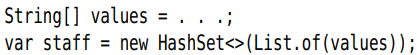 String[] values = . . .;
var staff = new HashSet<>(List.of(values));